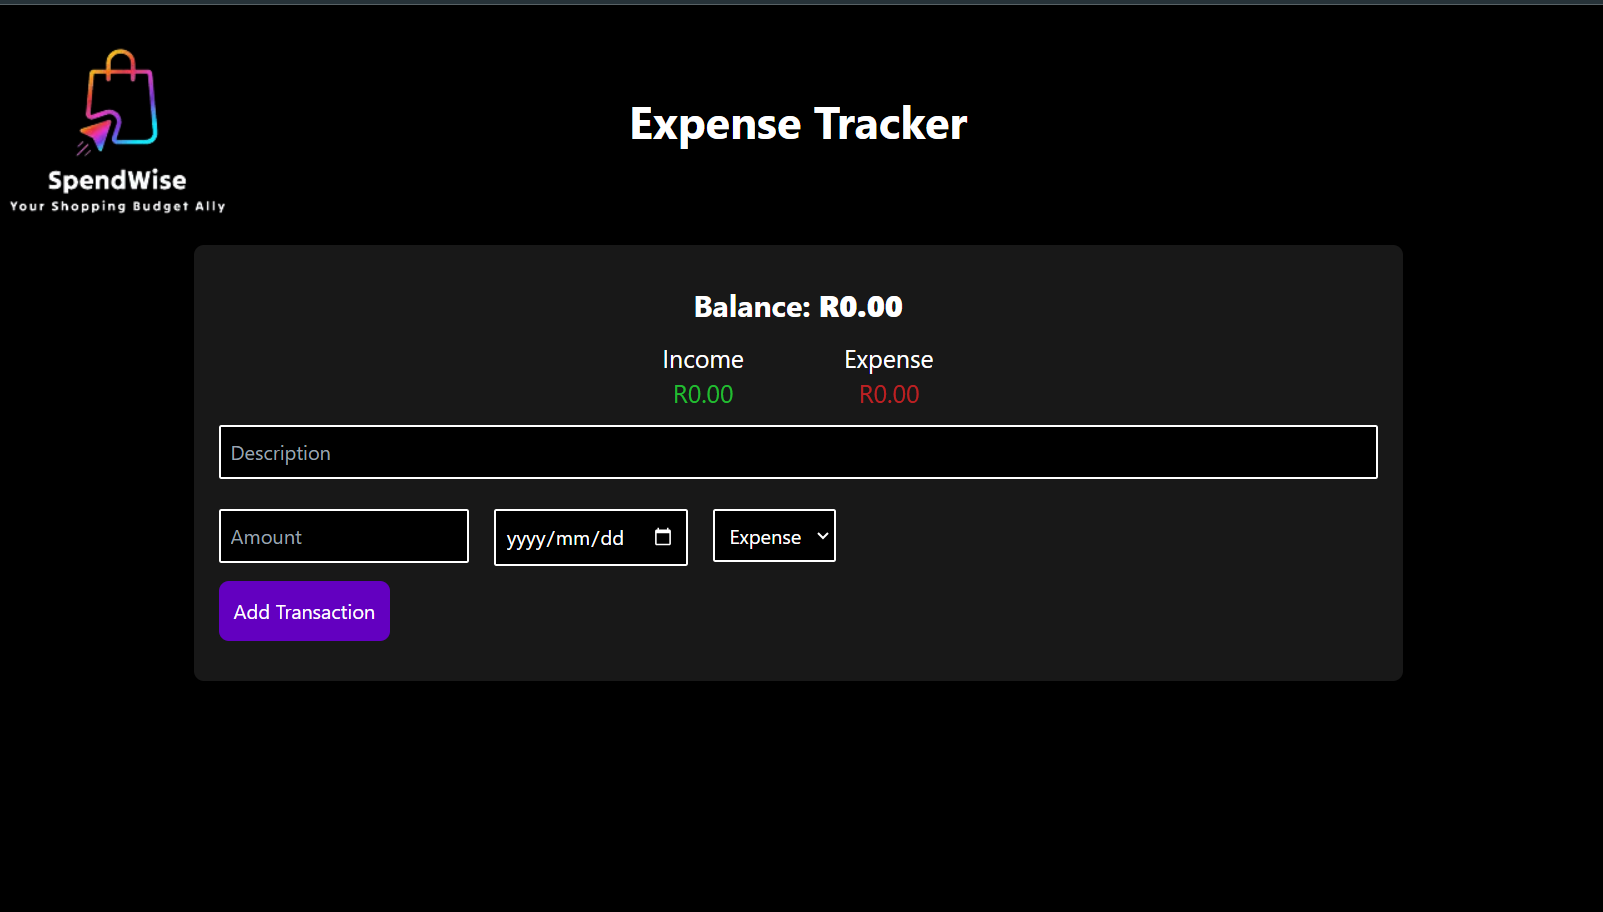 SpendWise
Your Shopping Budget Ally
Expense Tracker
Balance: R0.00
Income Expense
R0.00 R0.00
Description
Amount yyyy/mm/dd Expense
Add Transaction